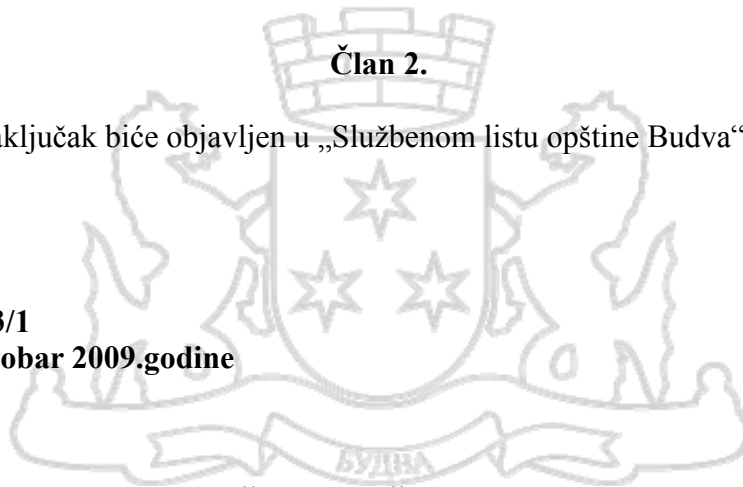 Član 2.
aključak biće objavljen u „Službenom listu opštine Budva“
3/1
obar 2009.godine
БУДВА